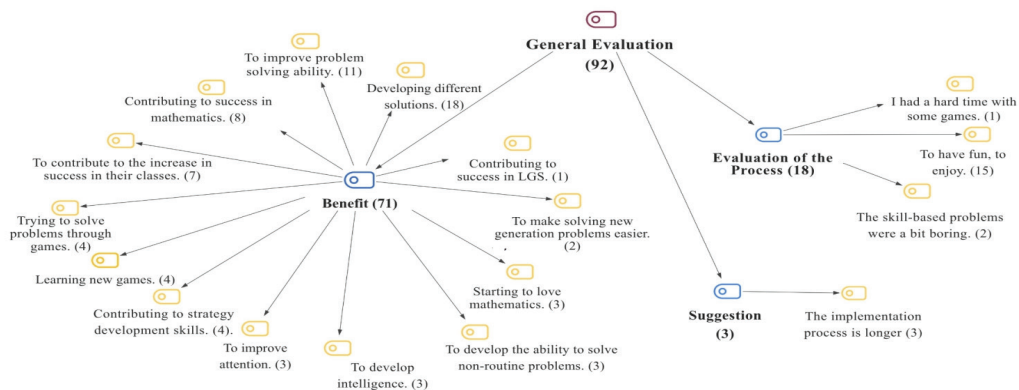 General Evaluation
(92)
To improve problem
solving ability. (11)
Developing different
solutions. (18)
Contributing to success in
mathematics. (8)
To contribute to the increase in
success in their classes. (7)
Contributing to
success in LGS. (1)
Benefit (71)
Trying to solve
problems through
games. (4)
To make solving new
generation problems easier.
(2)
Learning new games. (4)
Starting to love
mathematics. (3)
Contributing to strategy
development skills. (4).
To improve
attention. (3)
To develop
intelligence. (3)
To develop the ability to solve
non-routine problems. (3)
I had a hard time with
some games. (1)
Evaluation of the
Process (18)
To have fun, to
enjoy. (15)
The skill-based problems
were a bit boring. (2)
Suggestion
(3)
The implementation
process is longer (3)